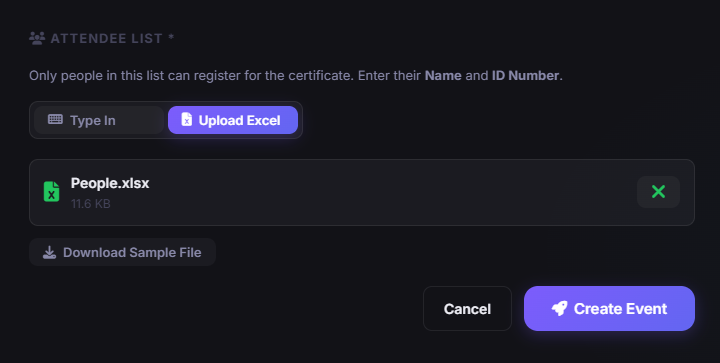 ATTENDEE LIST *
Only people in this list can register for the certificate. Enter their Name and ID Number.
Type In
Upload Excel
People.xlsx
11.6 KB
Download Sample File
Cancel
Create Event